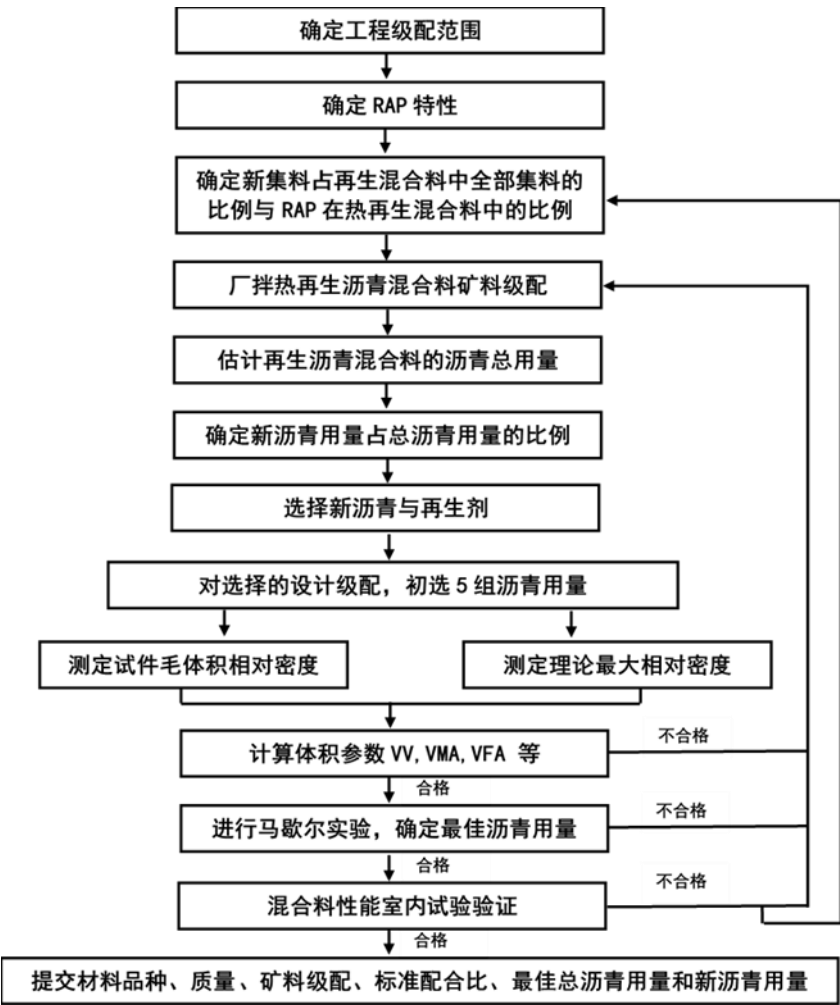 确定工程级配范围
确定 RAP 特性
确定新集料占再生混合料中全部集料的
比例与 RAP 在热再生混合料中的比例
厂拌热再生沥青混合料矿料级配
估计再生沥青混合料的沥青总用量
确定新沥青用量占总沥青用量的比例
选择新沥青与再生剂
对选择的设计级配，初选 5 组沥青用量
测定试件毛体积相对密度
测定理论最大相对密度
计算体积参数 VV,VMA,VFA 等
不合格
合格
进行马歇尔实验，确定最佳沥青用量
不合格
合格
混合料性能室内试验验证
不合格
合格
提交材料品种、质量、矿料级配、标准配合比、最佳总沥青用量和新沥青用量